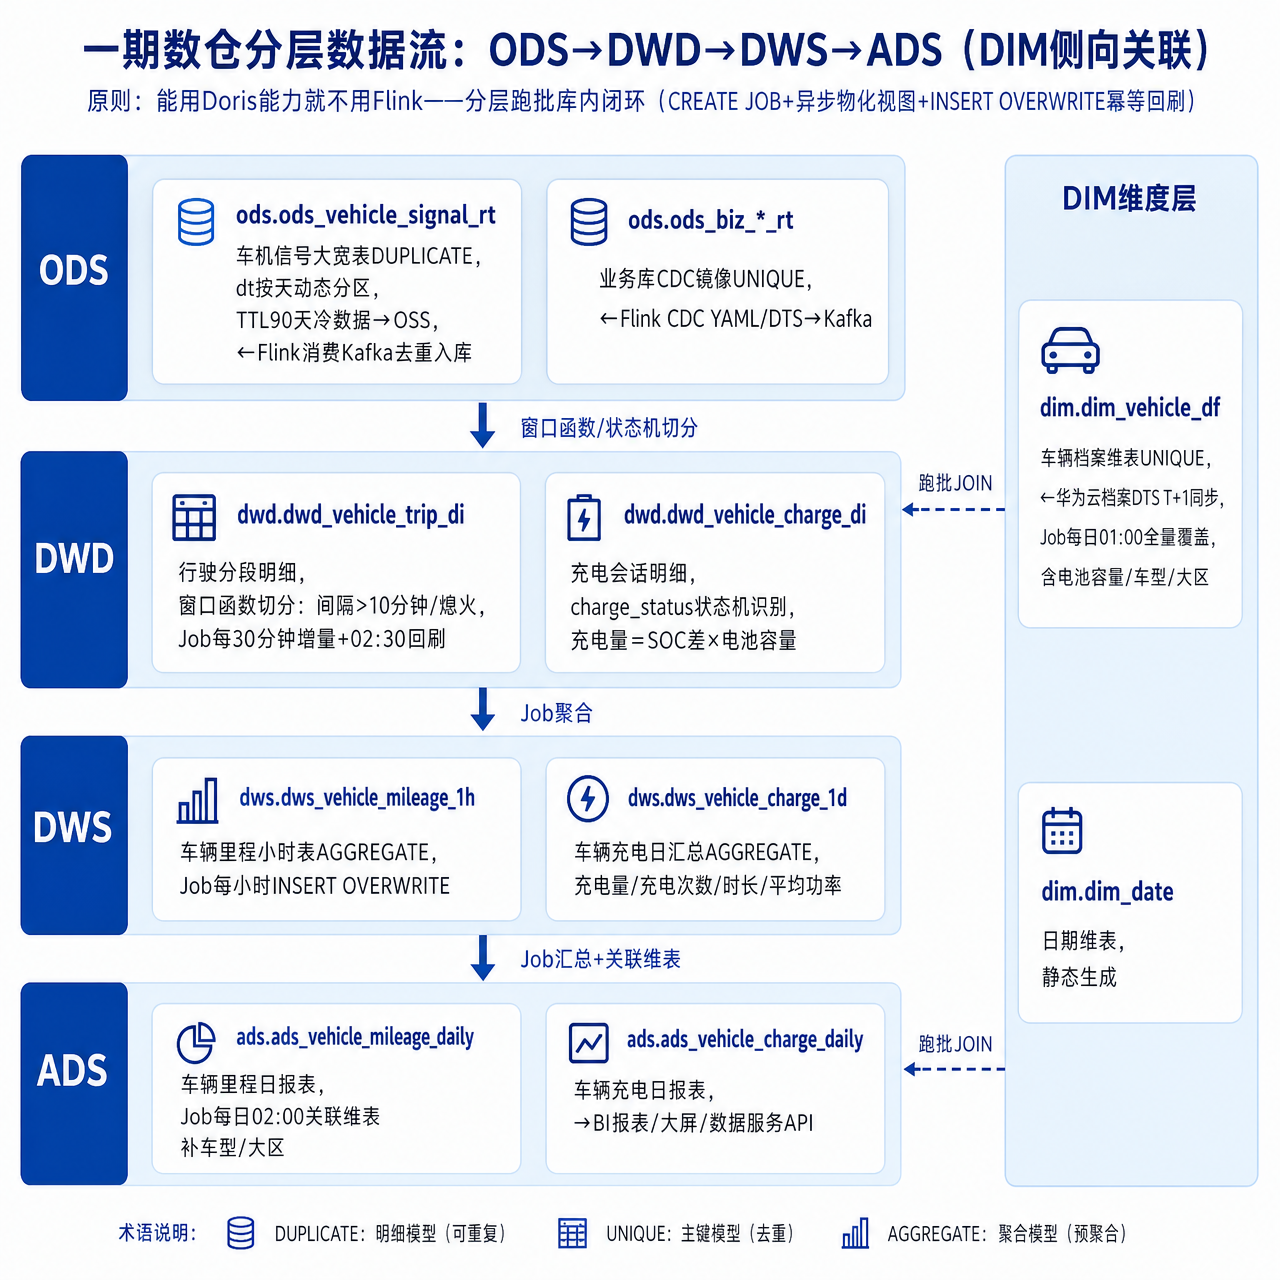 一期数仓分层数据流：ODS→DWD→DWS→ADS（DIM侧向关联）
原则：能用Doris能力就不用Flink——分层跑批库内闭环（CREATE JOB+异步物化视图+INSERT OVERWRITE幂等回刷）
ODS
ods.ods_vehicle_signal_rt
车机信号大宽表DUPLICATE，
dt按天动态分区，
TTL90天冷数据→OSS，
←Flink消费Kafka去重入库
ods.ods_biz_*_rt
业务库CDC镜像UNIQUE，
←Flink CDC YAML/DTS→Kafka
窗口函数/状态机切分
DWD
dwd.dwd_vehicle_trip_di
行驶分段明细，
窗口函数切分：间隔>10分钟/熄火，
Job每30分钟增量+02:30回刷
dwd.dwd_vehicle_charge_di
充电会话明细，
charge_status状态机识别，
充电量＝SOC差×电池容量
Job聚合
DWS
dws.dws_vehicle_mileage_1h
车辆里程小时表AGGREGATE，
Job每小时INSERT OVERWRITE
dws.dws_vehicle_charge_1d
车辆充电日汇总AGGREGATE，
充电量/充电次数/时长/平均功率
Job汇总+关联维表
ADS
ads.ads_vehicle_mileage_daily
车辆里程日报表，
Job每日02:00关联维表
补车型/大区
ads.ads_vehicle_charge_daily
车辆充电日报表，
→BI报表/大屏/数据服务API
DIM维度层
dim.dim_vehicle_df
车辆档案维表UNIQUE，
←华为云档案DTS T+1同步，
Job每日01:00全量覆盖，
含电池容量/车型/大区
跑批JOIN
dim.dim_date
日期维表，
静态生成
跑批JOIN
术语说明：
DUPLICATE：明细模型（可重复）
UNIQUE：主键模型（去重）
AGGREGATE：聚合模型（预聚合）